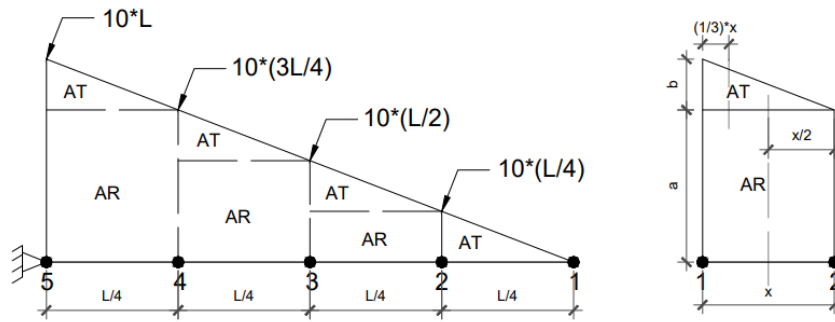 10*L
10*(3L/4)
10*(L/2)
10*(L/4)
AT
AT
AT
AT
AR
AR
AR
5
4
3
2
1
L/4
L/4
L/4
L/4
(1/3)*x
b
AT
x/2
a
AR
1
2
x